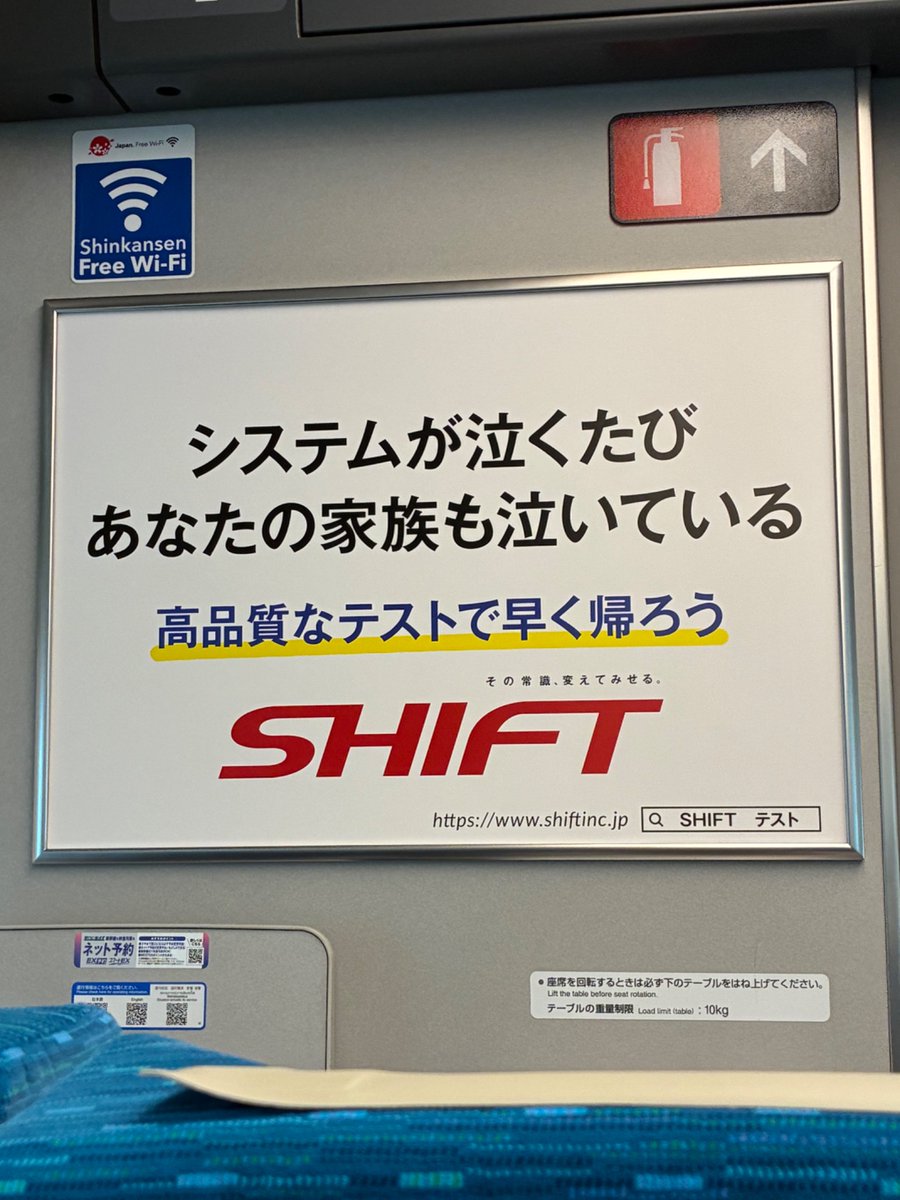 Japan. Free Wi-Fi
Shinkansen
Free Wi-Fi
システムが泣くたび
あなたの家族も泣いている
高品質なテストで早く帰ろう
その常識、変えてみせる。
SHIFT
https://www.shiftinc.jp SHIFT テスト
ネット予約
日本語 English
座席を回転するときは必ず下のテーブルをはね上げてください。
Lift the table before seat rotation.
テーブルの重量制限 Load limit (table) : 10kg